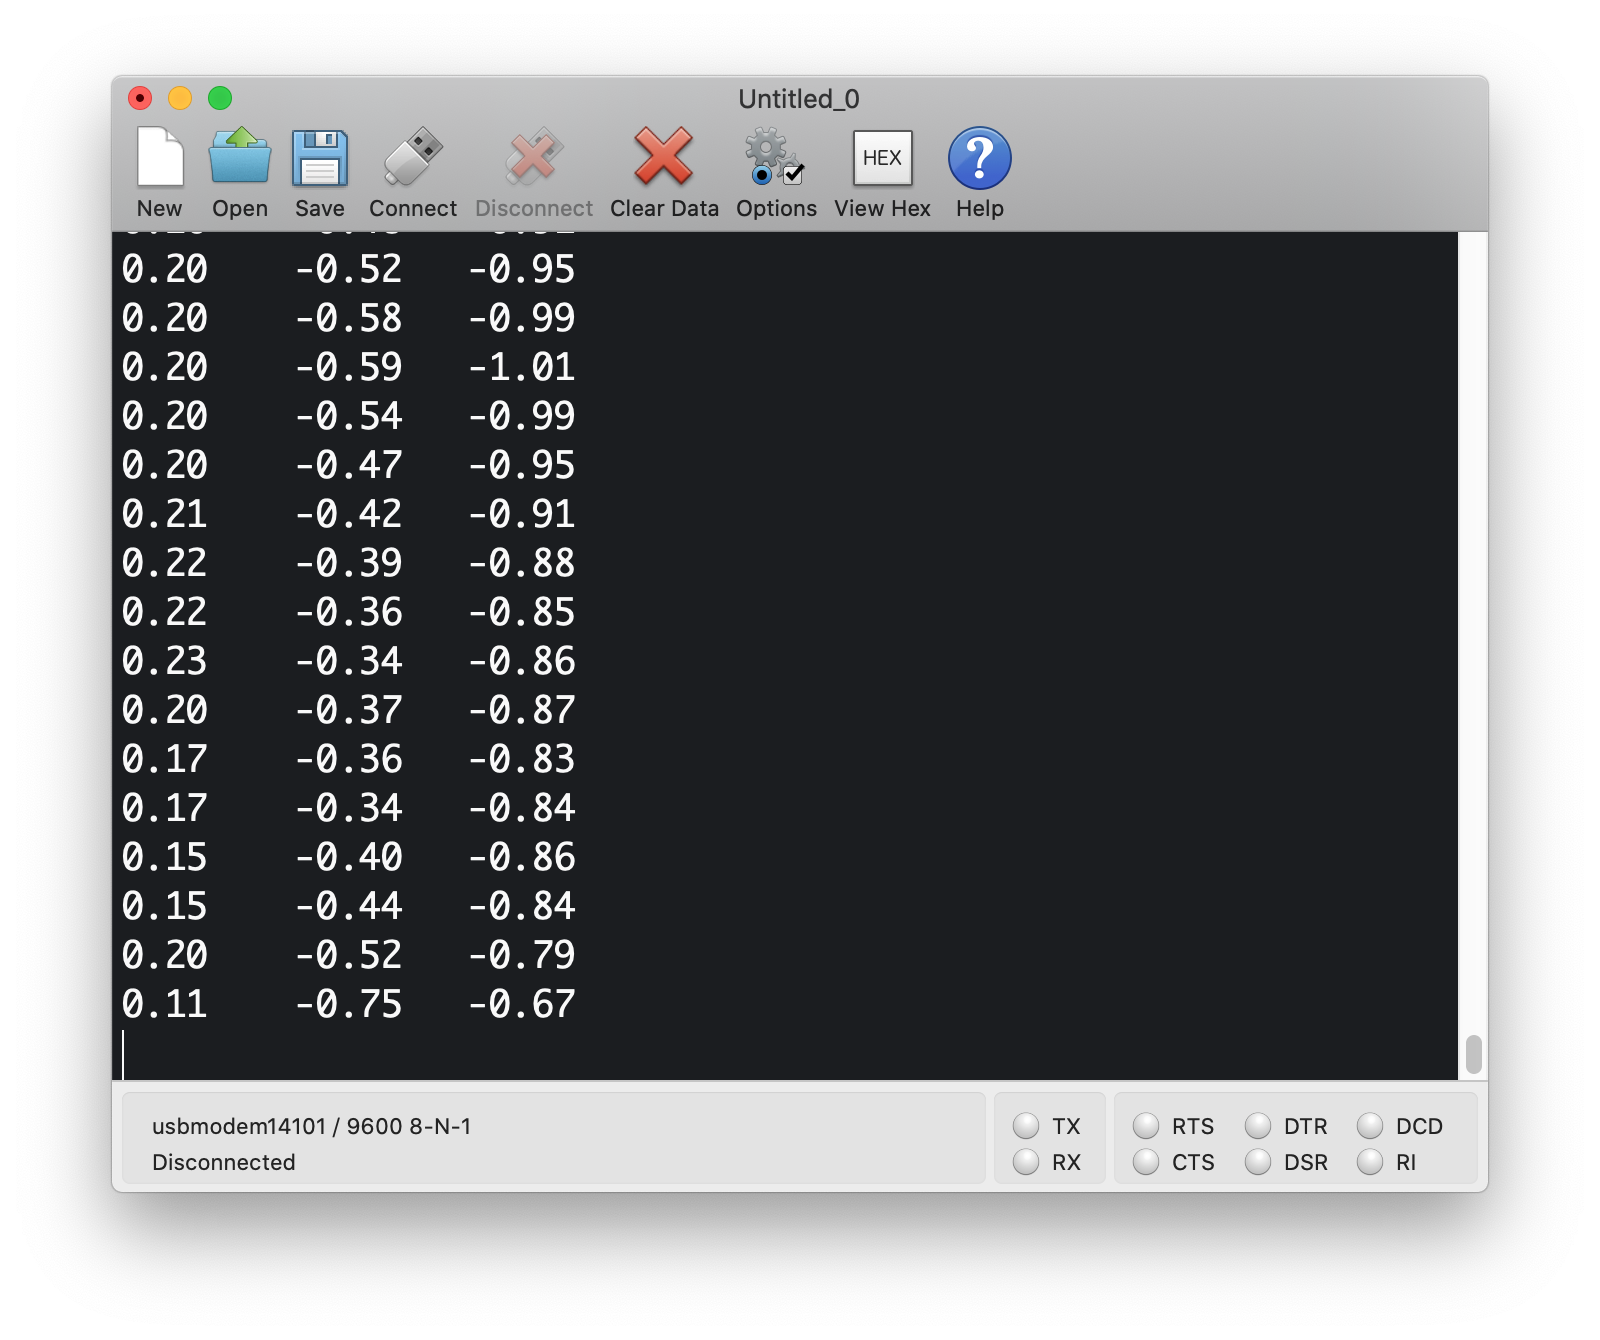 Untitled_0
New Open Save Connect Disconnect Clear Data Options HEX View Hex Help
0.20 -0.52 -0.95
0.20 -0.58 -0.99
0.20 -0.59 -1.01
0.20 -0.54 -0.99
0.20 -0.47 -0.95
0.21 -0.42 -0.91
0.22 -0.39 -0.88
0.22 -0.36 -0.85
0.23 -0.34 -0.86
0.20 -0.37 -0.87
0.17 -0.36 -0.83
0.17 -0.34 -0.84
0.15 -0.40 -0.86
0.15 -0.44 -0.84
0.20 -0.52 -0.79
0.11 -0.75 -0.67
usbmodem14101 / 9600 8-N-1 TX RTS DTR DCD
Disconnected RX CTS DSR RI